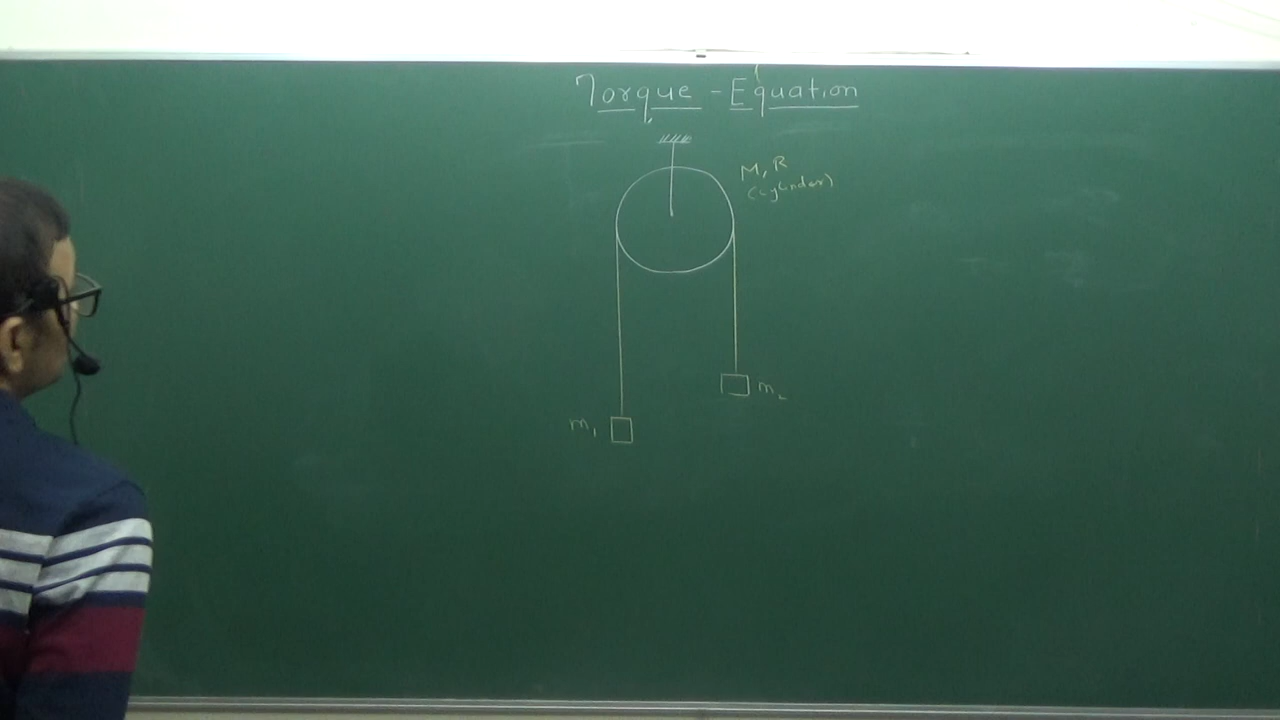 Torque - Equation
M, R
(cylinder)
m₂
m₁